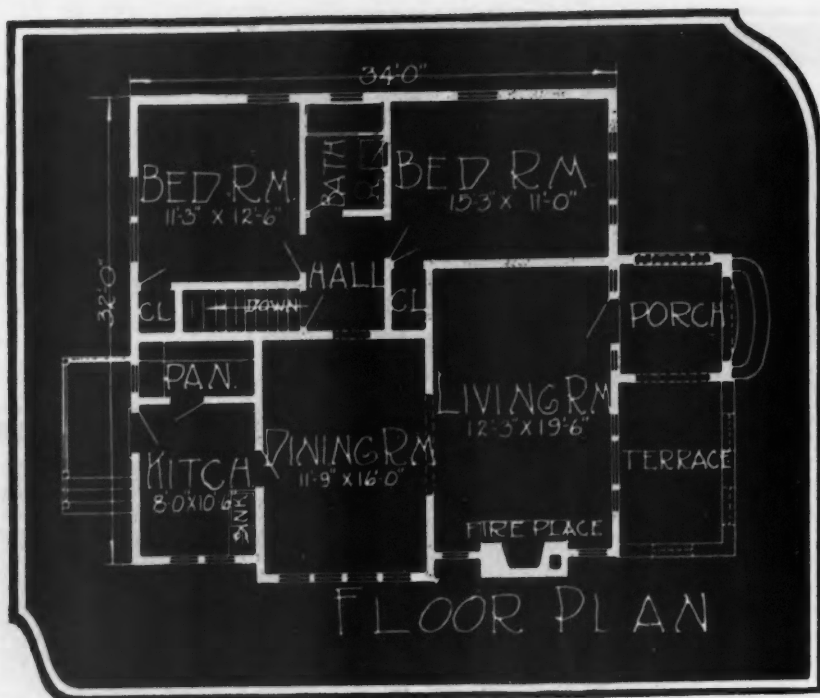 34'0"
BED. RM.
11'-3" X 12'-6"
BATH
BED. RM.
15'-3" X 11'-0"
32'-0"
HALL
CL.
DOWN
CL.
PORCH
PAN.
LIVING RM.
12'-3" X 19'-6"
DINING RM
11'-9" X 16'-0"
KITCH
8'-0" X 10'-6"
SINK
TERRACE
FIRE PLACE
FLOOR PLAN